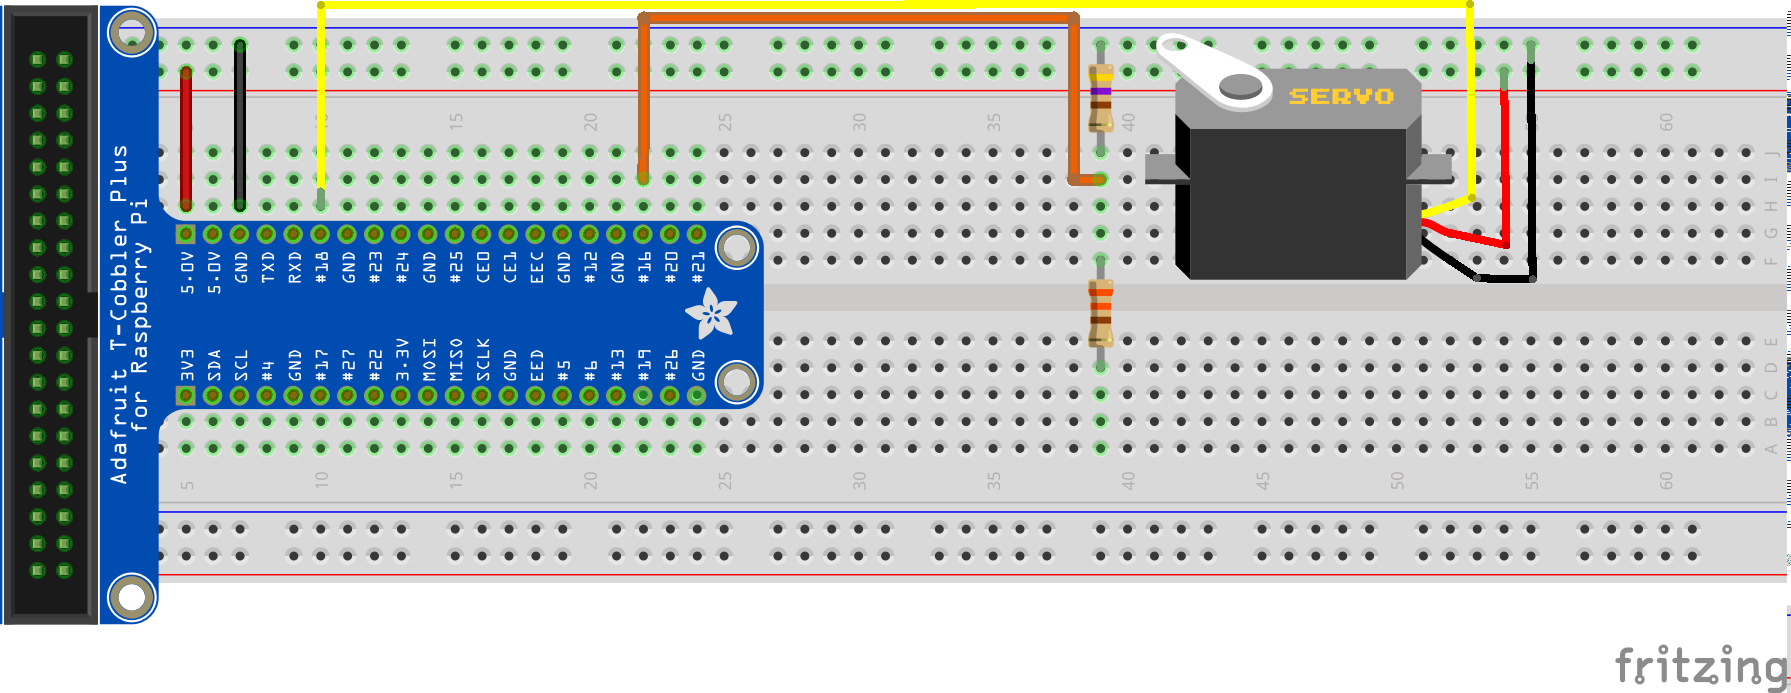 Adafruit T-Cobbler Plus
for Raspberry Pi
10 15 20 25 30 35 40 60
SERVO
J
I
H
G
F
5.0V 5.0V GND TXD RXD #18 GND #23 #24 GND #25 CE0 CE1 EEC GND #12 GND #16 #20 #21
3V3 SDA SCL #4 GND #17 #27 #22 3.3V MOSI MISO SCLK GND EED #5 #6 #13 #19 #26 GND
E
D
C
B
A
5 10 15 20 25 30 35 40 45 50 55 60
fritzing